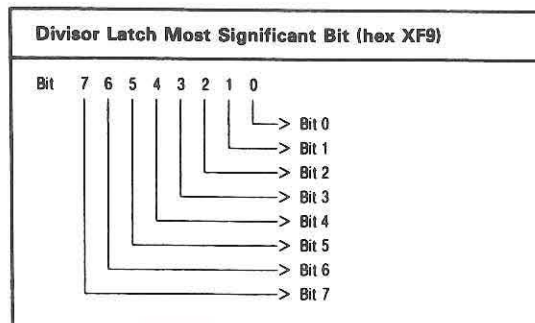 Divisor Latch Most Significant Bit (hex XF9)
Bit 7 6 5 4 3 2 1 0
Bit 0
Bit 1
Bit 2
Bit 3
Bit 4
Bit 5
Bit 6
Bit 7